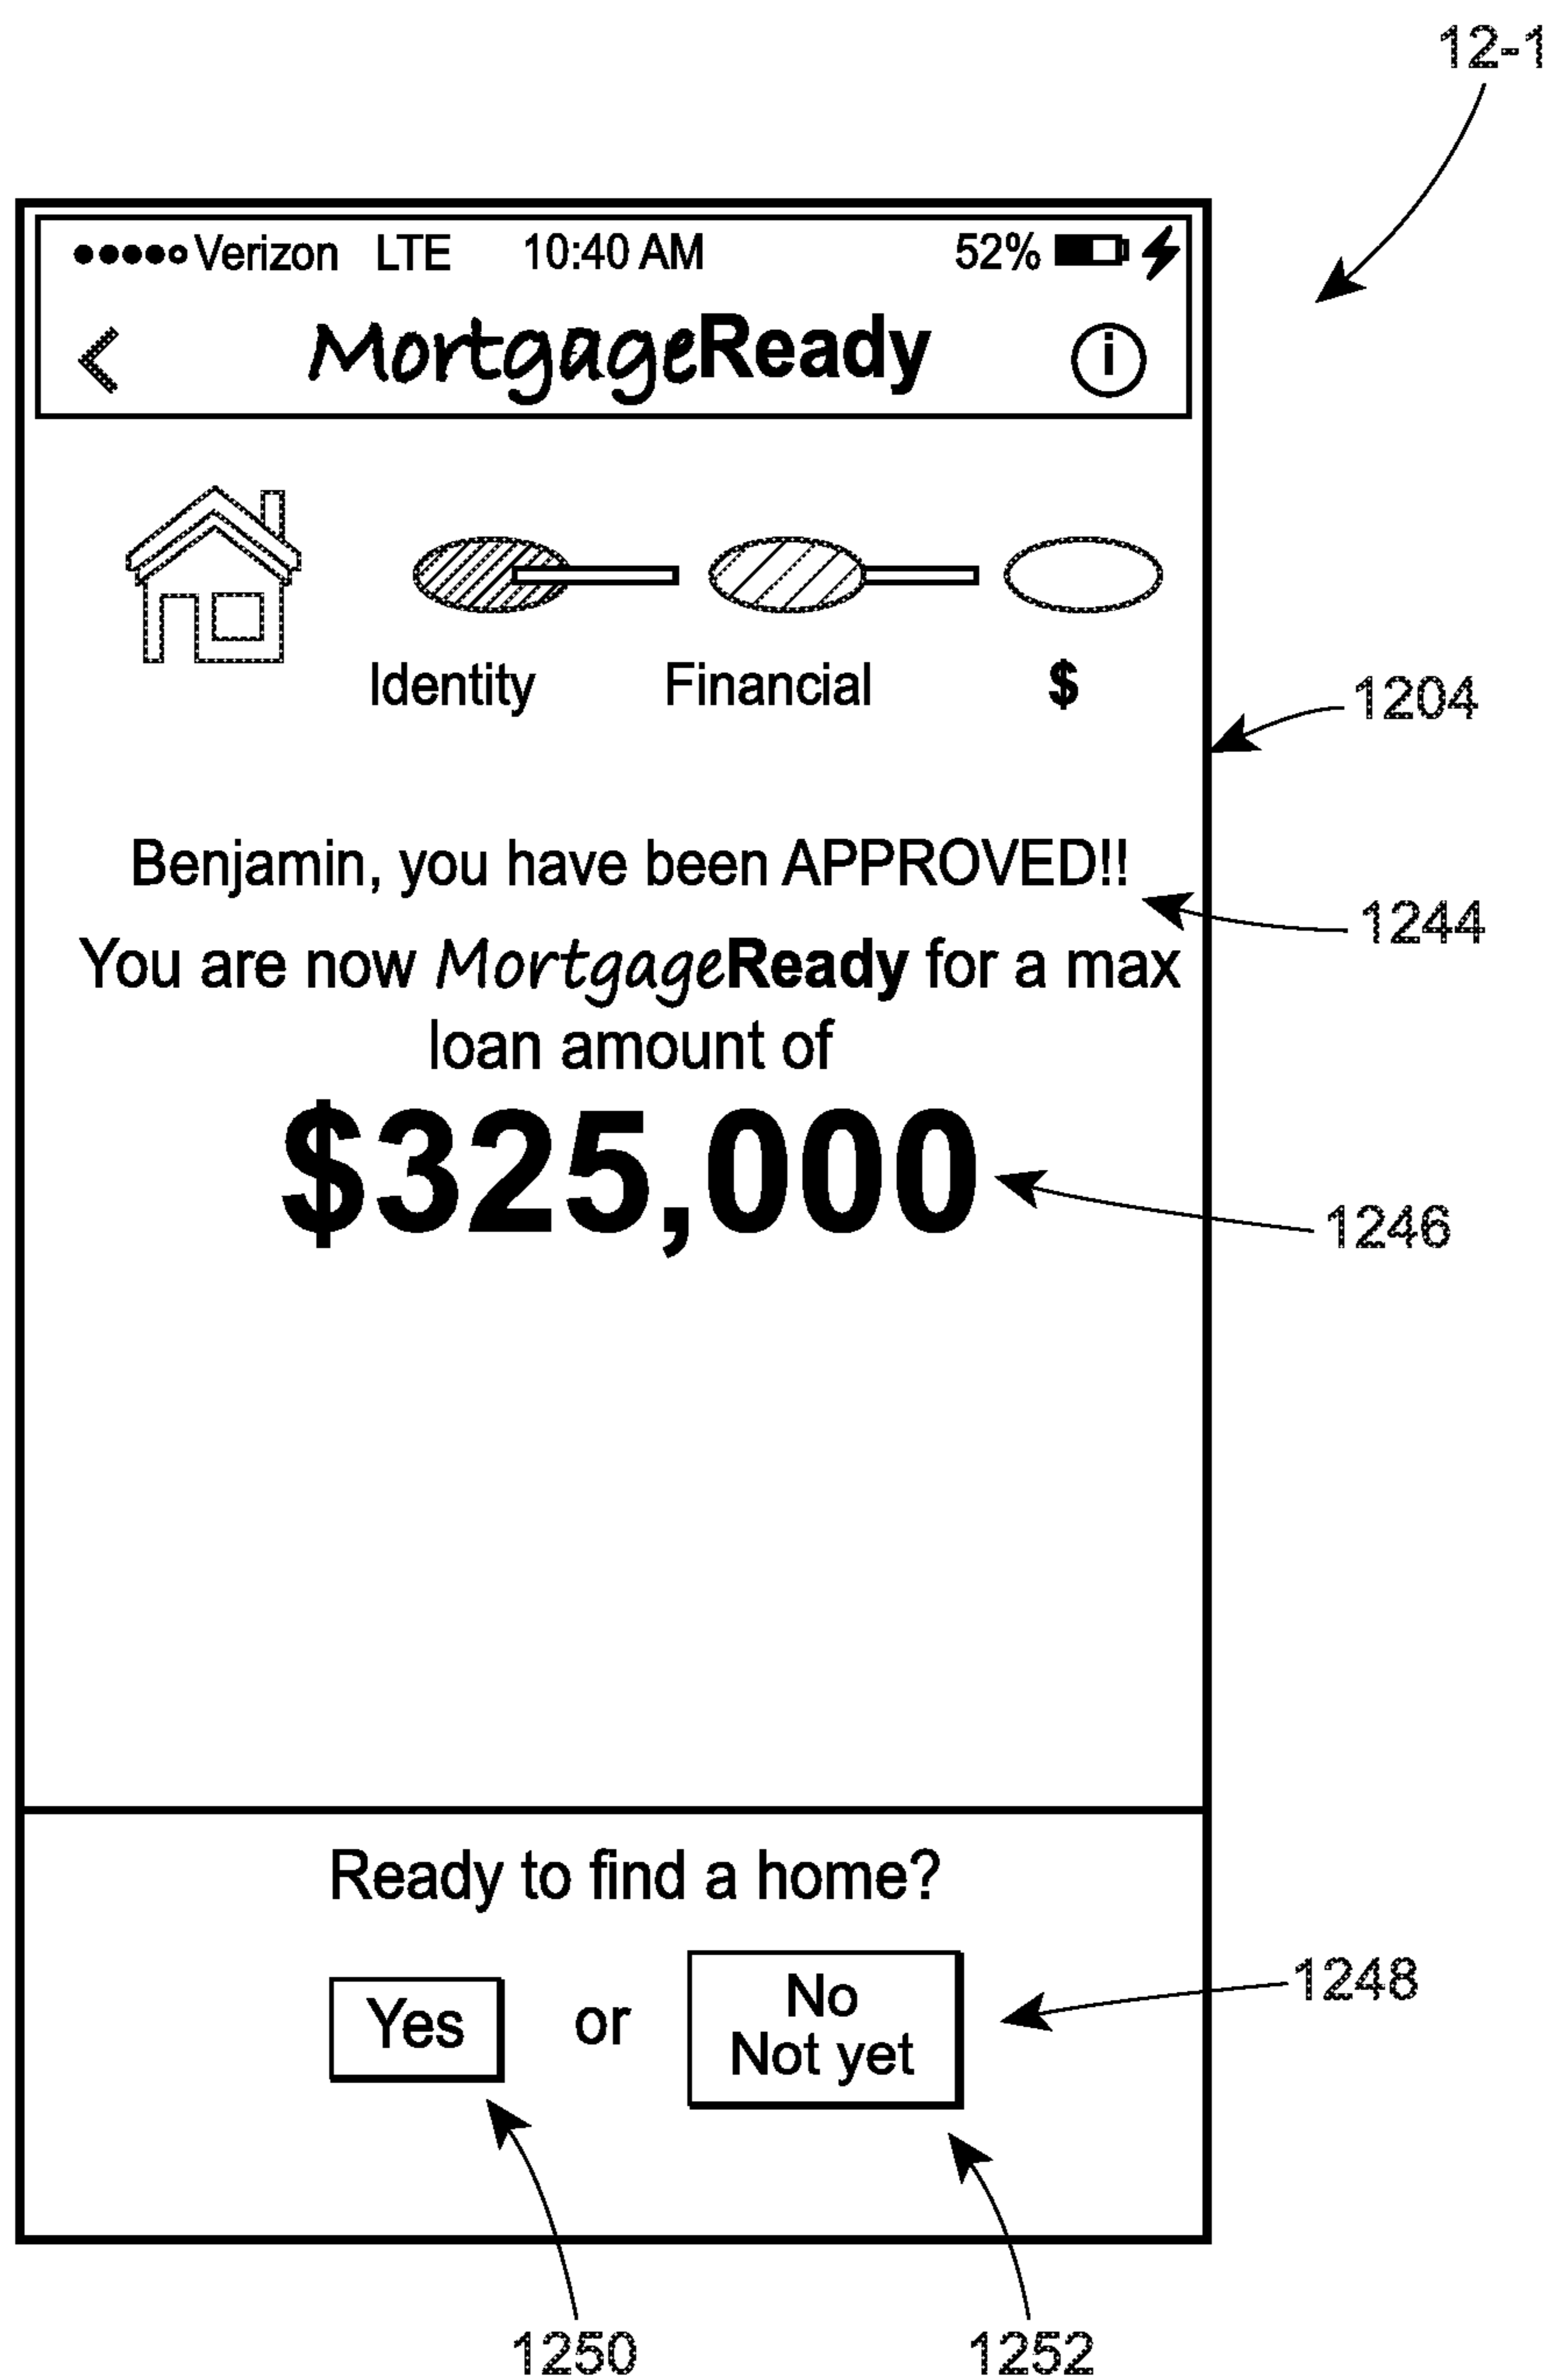 12-1
Verizon LTE 10:40 AM 52%
< MortgageReady i
Identity Financial $
1204
Benjamin, you have been APPROVED!!
1244
You are now MortgageReady for a max
loan amount of
$325,000
1246
Ready to find a home?
1248
Yes or No
Not yet
1250 1252